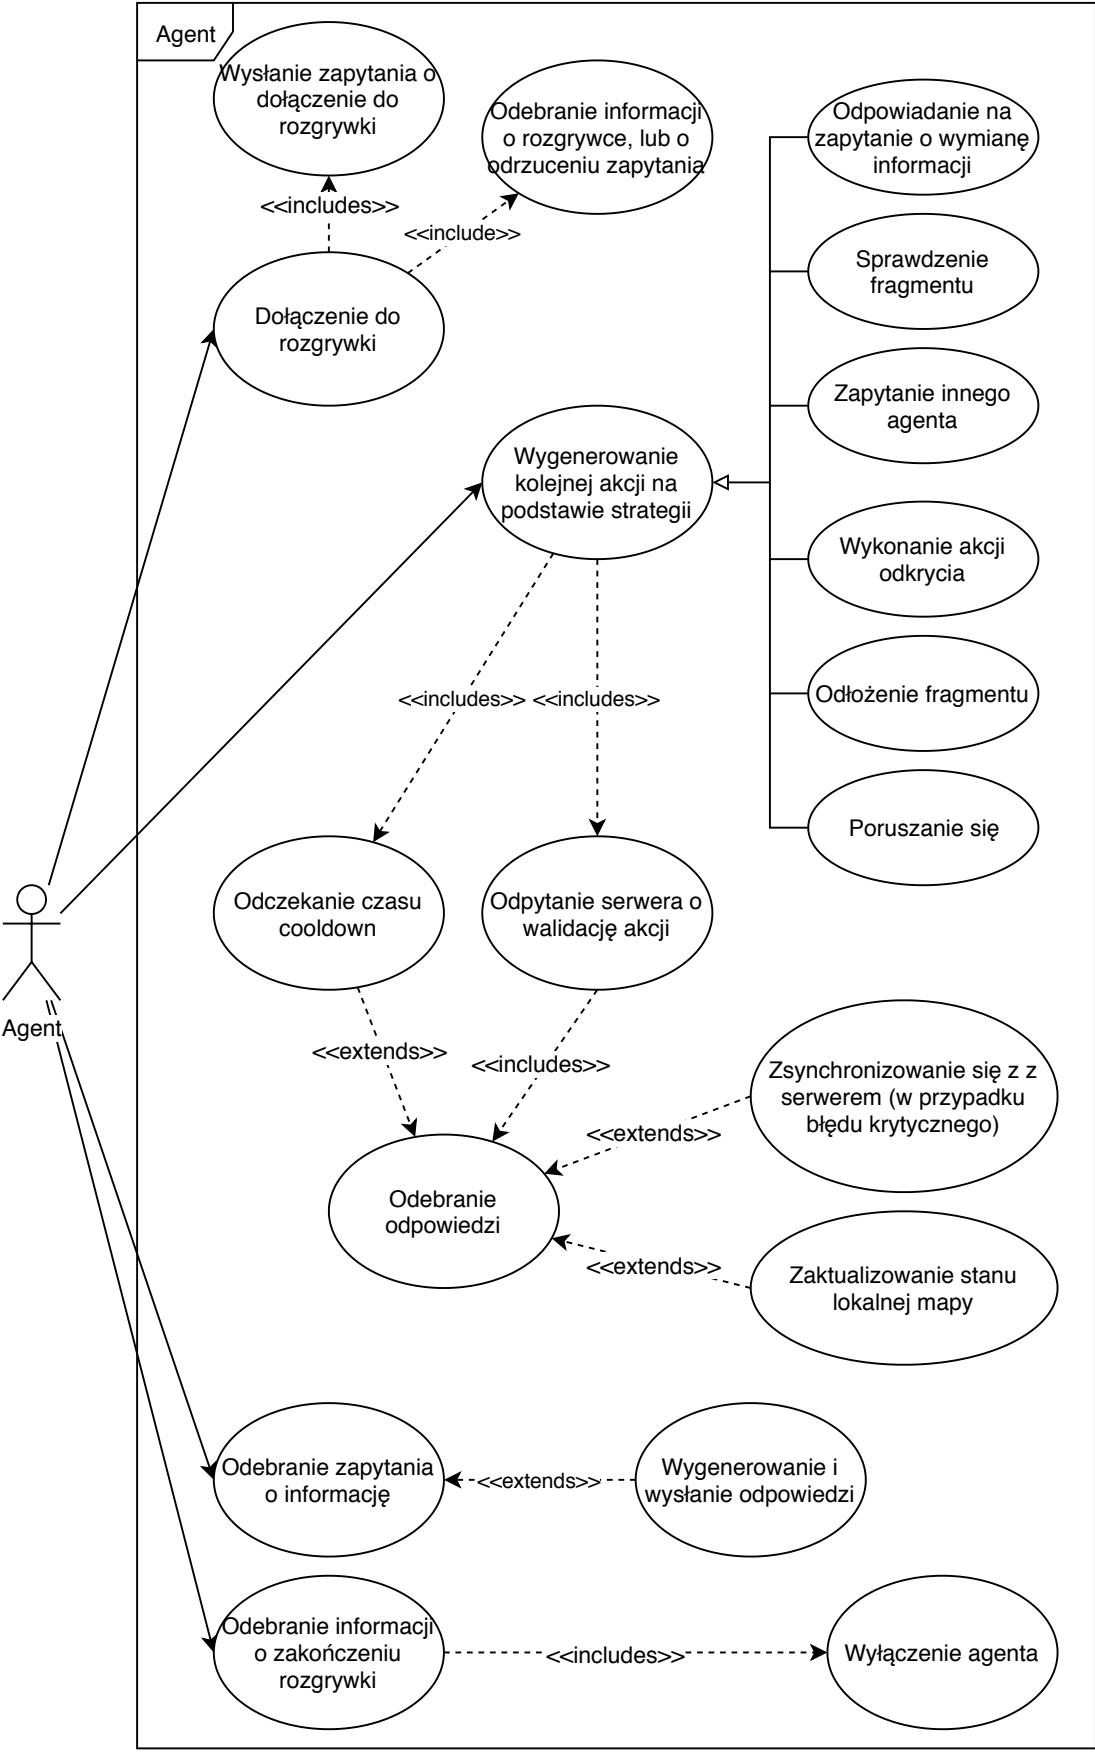 Agent
Wysłanie zapytania o
dołączenie do
rozgrywki
Odebranie informacji
o rozgrywce, lub o
odrzuceniu zapytania
Odpowiadanie na
zapytanie o wymianę
informacji
<<includes>>
<<include>>
Sprawdzenie
fragmentu
Dołączenie do
rozgrywki
Zapytanie innego
agenta
Wygenerowanie
kolejnej akcji na
podstawie strategii
Wykonanie akcji
odkrycia
<<includes>>
<<includes>>
Odłożenie fragmentu
Poruszanie się
Odczekanie czasu
cooldown
Odpytanie serwera o
walidację akcji
Agent
<<extends>>
<<includes>>
Zsynchronizowanie się z z
serwerem (w przypadku
błędu krytycznego)
<<extends>>
Odebranie
odpowiedzi
<<extends>>
Zaktualizowanie stanu
lokalnej mapy
Odebranie zapytania
o informację
<<extends>>
Wygenerowanie i
wysłanie odpowiedzi
Odebranie informacji
o zakończeniu
rozgrywki
<<includes>>
Wyłączenie agenta